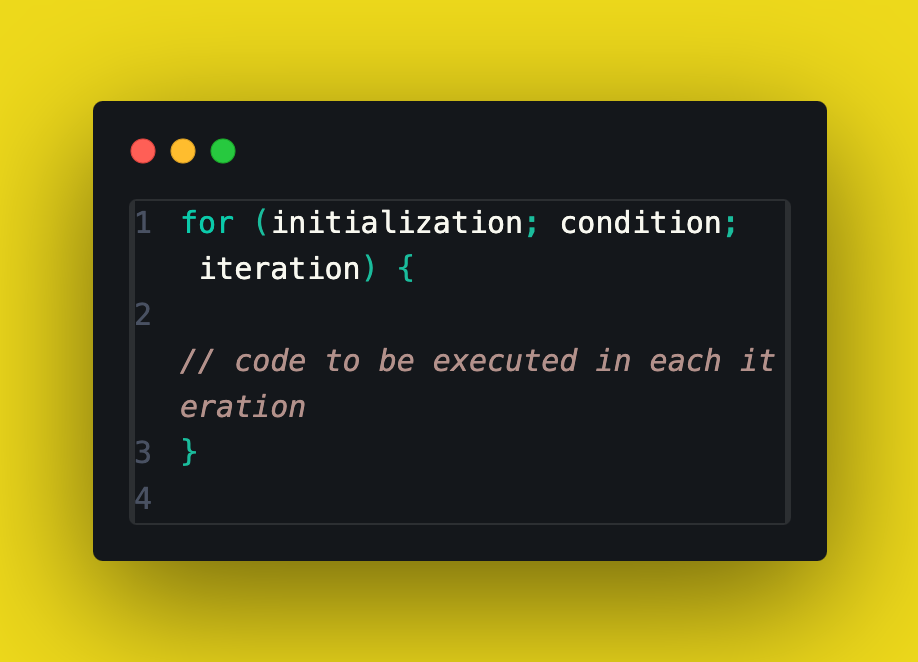 1 for (initialization; condition;
iteration) {
2
// code to be executed in each it
eration
3 }
4